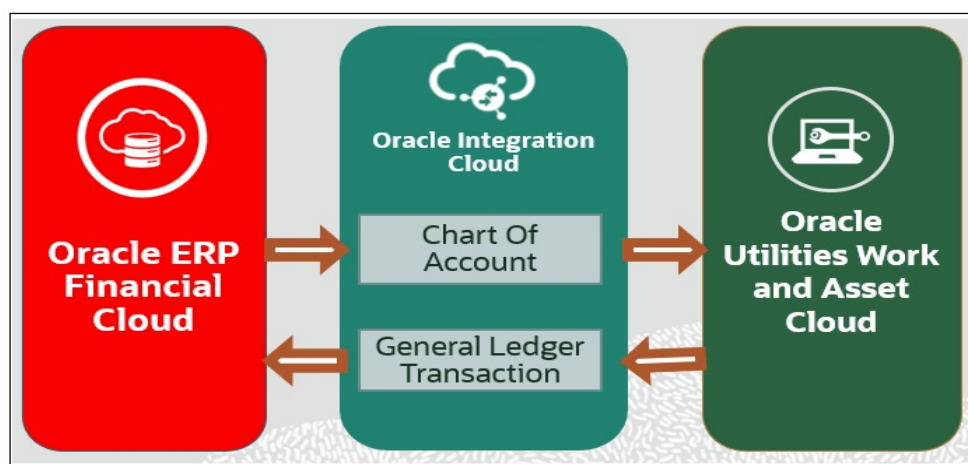 Oracle ERP
Financial
Cloud
Oracle Integration
Cloud
Chart Of
Account
General Ledger
Transaction
Oracle
Utilities Work
and Asset
Cloud